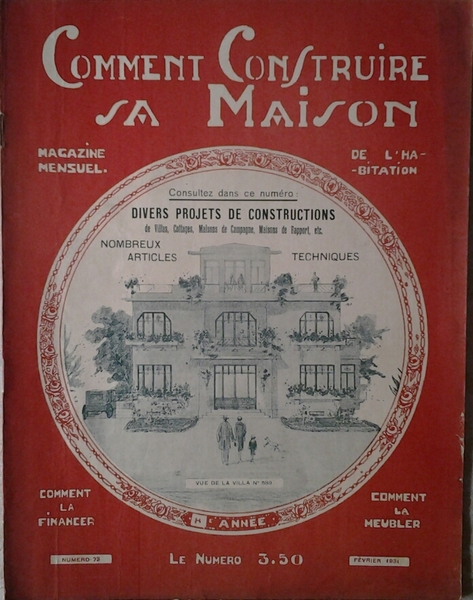 COMMENT CONSTRUIRE
SA MAISON
MAGAZINE
MENSUEL.
DE L'HA-
-BITATION
Consultez dans ce numéro:
DIVERS PROJETS DE CONSTRUCTIONS
de Villas, Cottages, Maisons de Campagne, Maisons de Rapport, etc.
NOMBREUX
ARTICLES
TECHNIQUES
VUE DE LA VILLA N°
ANNÉE
COMMENT
LA
FINANCER
COMMENT
LA
MEUBLER
NUMERO
LE NUMERO 3.50
FÉVRIER 1931